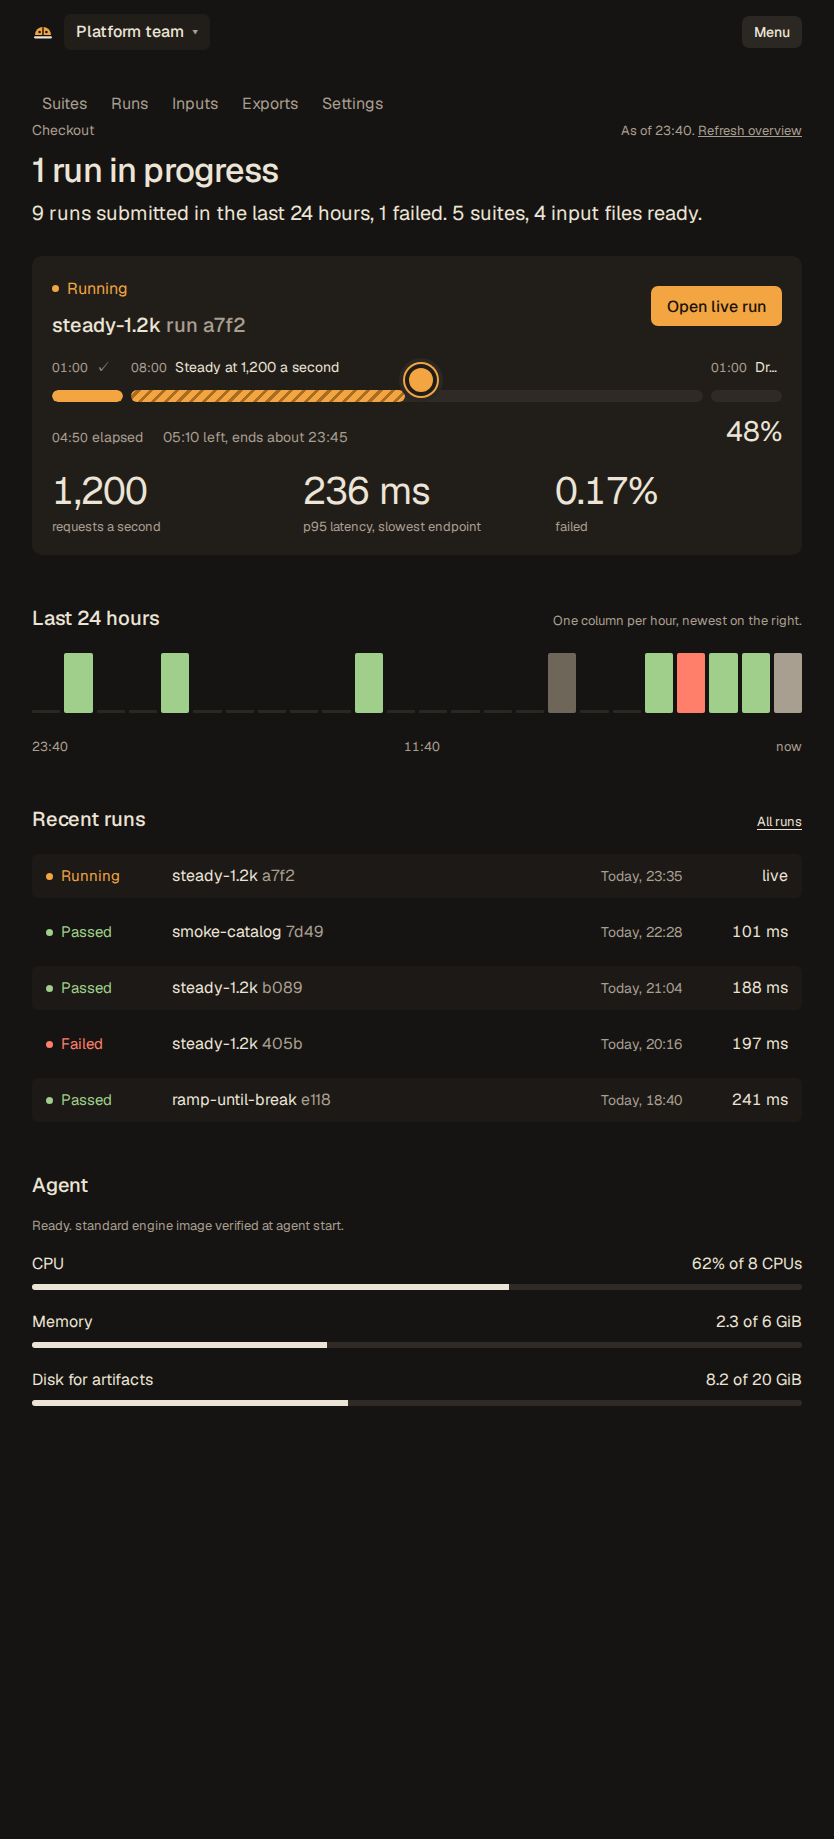 Platform team
Menu
Suites Runs Inputs Exports Settings
Checkout As of 23:40. Refresh overview
1 run in progress
9 runs submitted in the last 24 hours, 1 failed. 5 suites, 4 input files ready.
Running
Open live run
steady-1.2k run a7f2
01:00 ✓ 08:00 Steady at 1,200 a second 01:00 Dr...
04:50 elapsed 05:10 left, ends about 23:45 48%
1,200 236 ms 0.17%
requests a second p95 latency, slowest endpoint failed
Last 24 hours One column per hour, newest on the right.
23:40 11:40 now
Recent runs All runs
Running steady-1.2k a7f2 Today, 23:35 live
Passed smoke-catalog 7d49 Today, 22:28 101 ms
Passed steady-1.2k b089 Today, 21:04 188 ms
Failed steady-1.2k 405b Today, 20:16 197 ms
Passed ramp-until-break e118 Today, 18:40 241 ms
Agent
Ready. standard engine image verified at agent start.
CPU 62% of 8 CPUs
Memory 2.3 of 6 GiB
Disk for artifacts 8.2 of 20 GiB